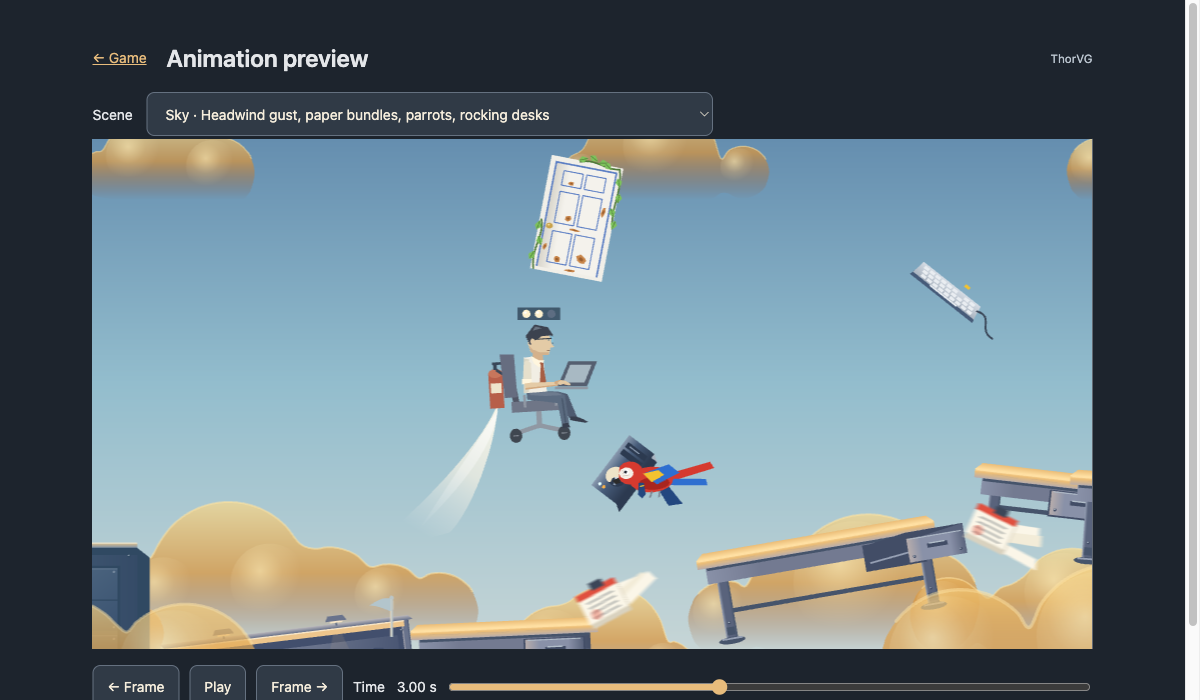 ← Game
Animation preview
ThorVG
Scene
Sky · Headwind gust, paper bundles, parrots, rocking desks
← Frame
Play
Frame →
Time
3.00 s